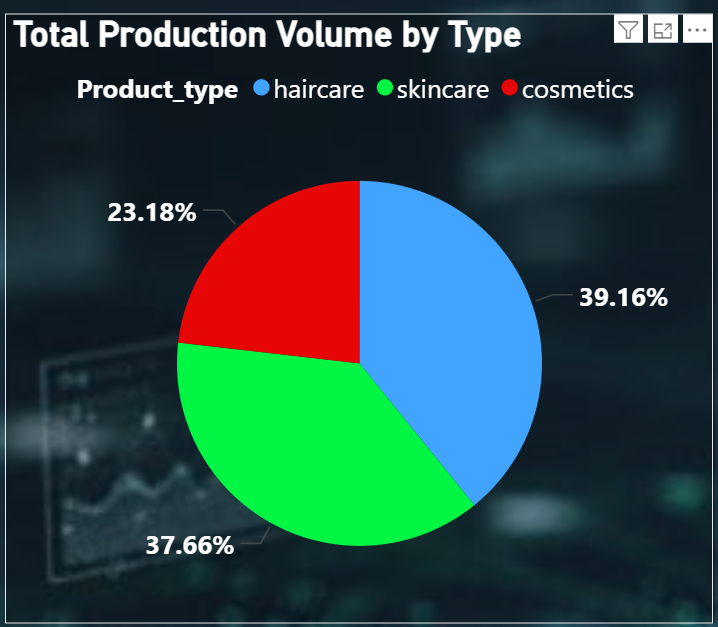 Total Production Volume by Type
Product_type haircare skincare cosmetics
23.18%
39.16%
37.66%